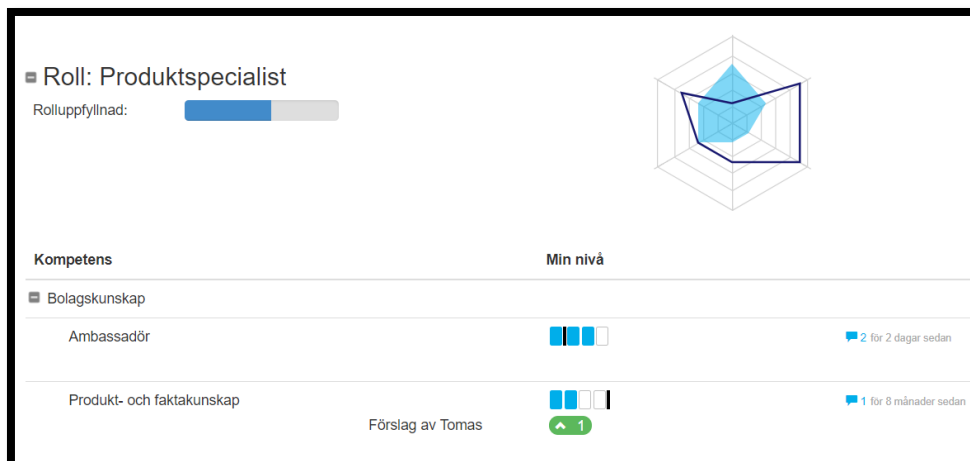 Roll: Produktspecialist
Rolluppfyllnad:
Kompetens Min nivå
Bolagskunskap
Ambassadör 2 för 2 dagar sedan
Produkt- och faktakunskap 1 för 8 månader sedan
Förslag av Tomas 1